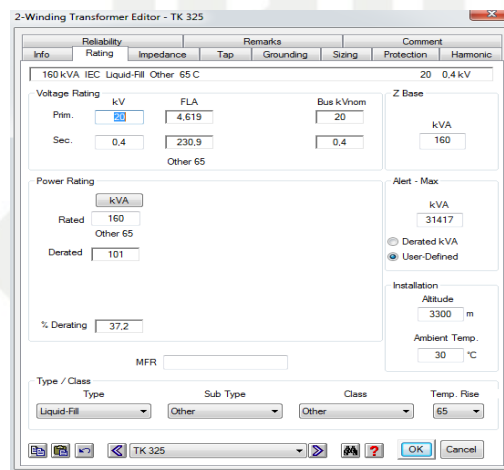 2-Winding Transformer Editor - TK 325
Reliability Remarks Comment
Info Rating Impedance Tap Grounding Sizing Protection Harmonic
160 kVA IEC Liquid-Fill Other 65 C 20 0,4 kV
Voltage Rating Z Base
kV FLA Bus kVnom
Prim. 20 4,619 20
kVA
Sec. 0,4 230,9 0,4 160
Other 65
Power Rating Alert - Max
kVA kVA
Rated 160 31417
Other 65
Derated kVA
Derated 101
User-Defined
Installation
Altitude
3300 m
% Derating 37,2
Ambient Temp.
30 °C
MFR
Type / Class
Type Sub Type Class Temp. Rise
Liquid-Fill Other Other 65
TK 325 ? OK Cancel